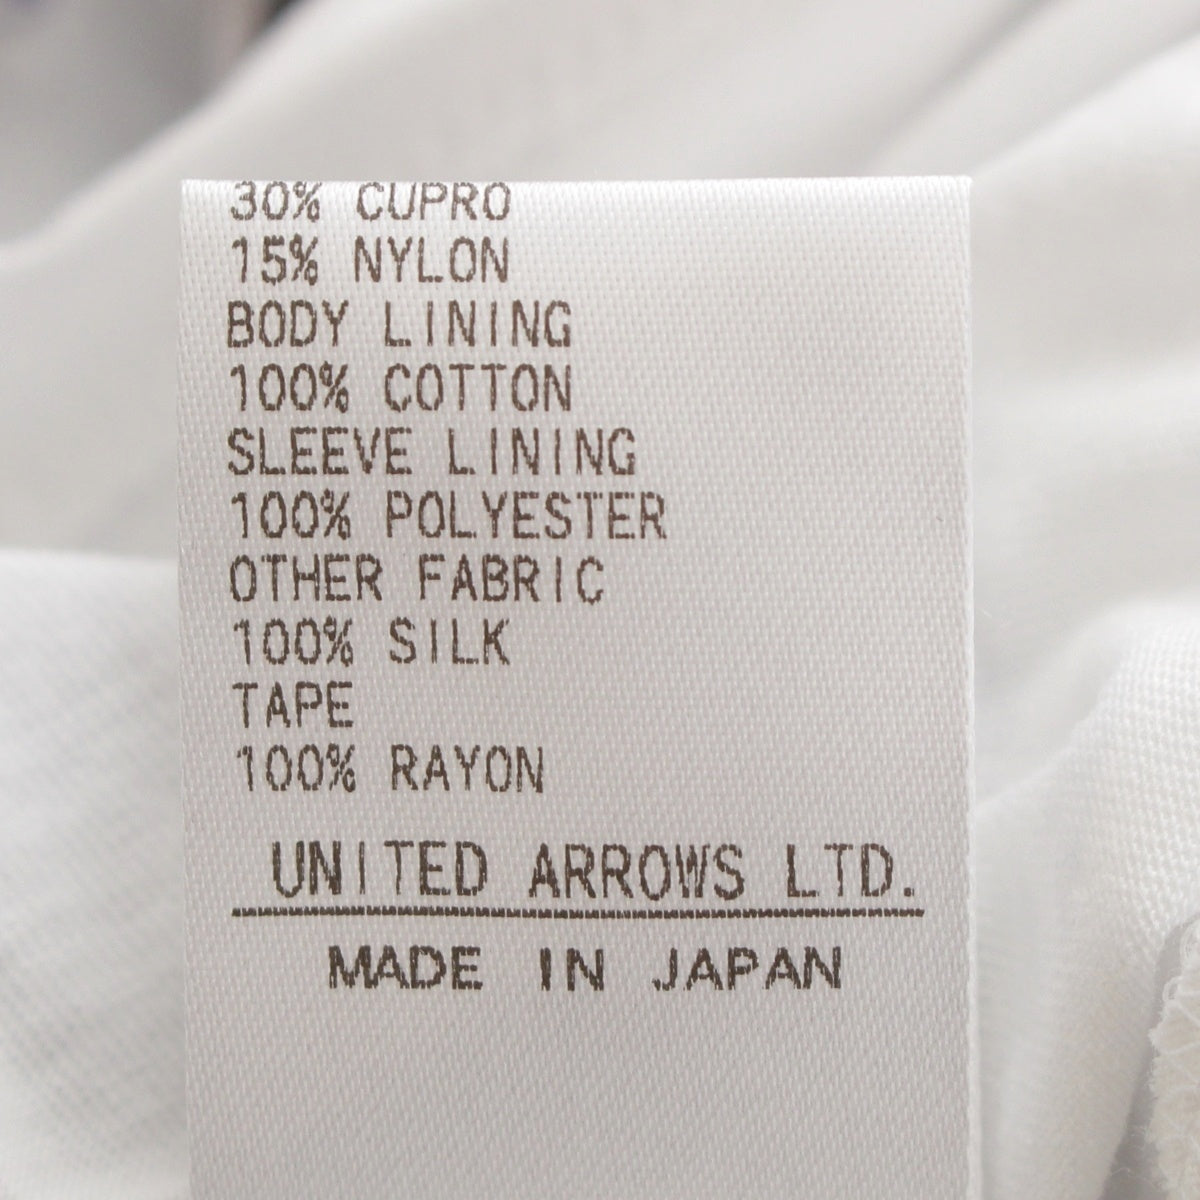 30% CUPRO
15% NYLON
BODY LINING
100% COTTON
SLEEVE LINING
100% POLYESTER
OTHER FABRIC
100% SILK
TAPE
100% RAYON
UNITED ARROWS LTD.
MADE IN JAPAN